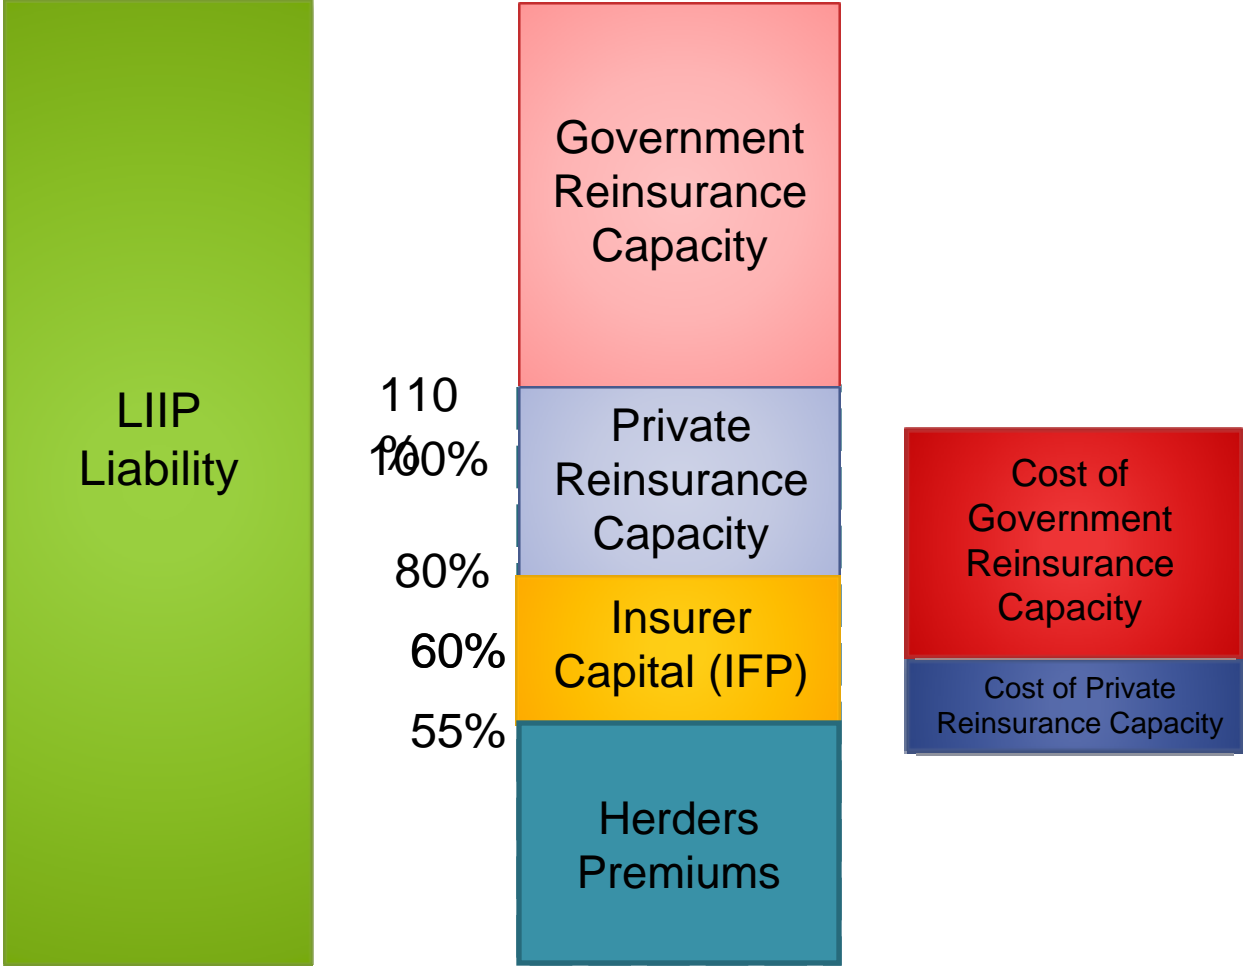 LIIP
Liability
110
%
100%
80%
60%
55%
Government
Reinsurance
Capacity
Private
Reinsurance
Capacity
Insurer
Capital (IFP)
Herders
Premiums
Cost of
Government
Reinsurance
Capacity
Cost of Private
Reinsurance Capacity